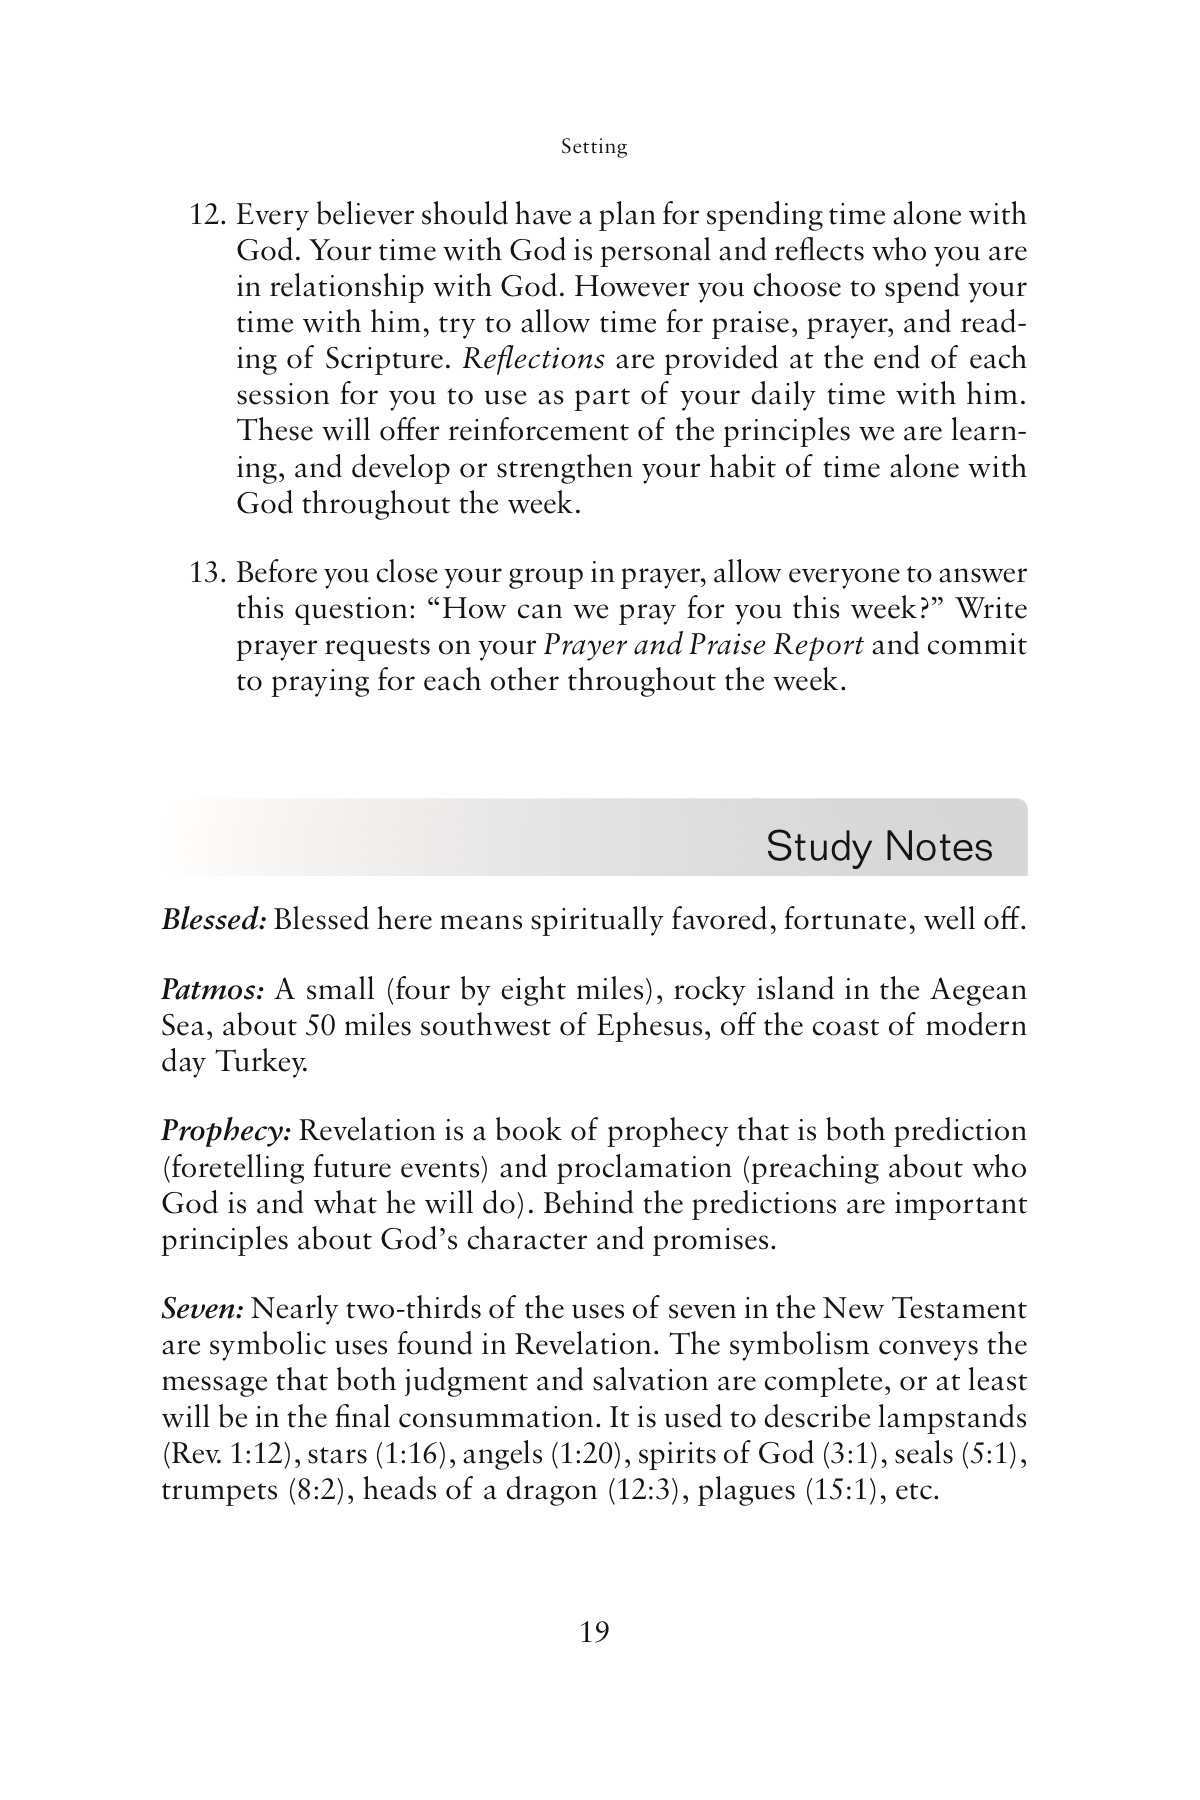 Setting
12. Every believer should have a plan for spending time alone with
God. Your time with God is personal and reflects who you are
in relationship with God. However you choose to spend your
time with him, try to allow time for praise, prayer, and read-
ing of Scripture. Reflections are provided at the end of each
session for you to use as part of your daily time with him.
These will offer reinforcement of the principles we are learn-
ing, and develop or strengthen your habit of time alone with
God throughout the week.
13. Before you close your group in prayer, allow everyone to answer
this question: “How can we pray for you this week?” Write
prayer requests on your Prayer and Praise Report and commit
to praying for each other throughout the week.
Study Notes
Blessed: Blessed here means spiritually favored, fortunate, well off.
Patmos: A small (four by eight miles), rocky island in the Aegean
Sea, about 50 miles southwest of Ephesus, off the coast of modern
day Turkey.
Prophecy: Revelation is a book of prophecy that is both prediction
(foretelling future events) and proclamation (preaching about who
God is and what he will do). Behind the predictions are important
principles about God’s character and promises.
Seven: Nearly two-thirds of the uses of seven in the New Testament
are symbolic uses found in Revelation. The symbolism conveys the
message that both judgment and salvation are complete, or at least
will be in the final consummation. It is used to describe lampstands
(Rev. 1:12), stars (1:16), angels (1:20), spirits of God (3:1), seals (5:1),
trumpets (8:2), heads of a dragon (12:3), plagues (15:1), etc.
19